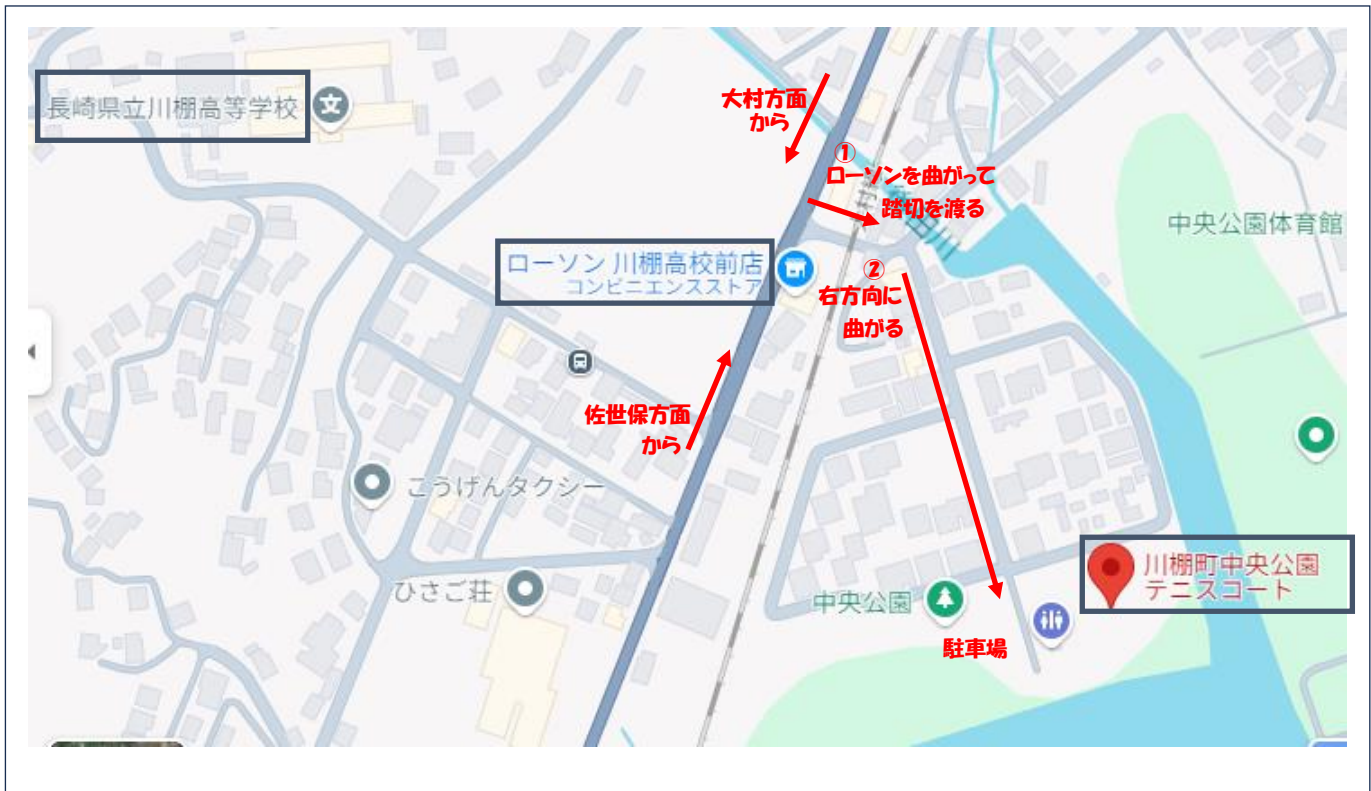 長崎県立川棚高等学校
大村方面
から
①
ローソンを曲がって
踏切を渡る
中央公園体育館
ローソン 川棚高校前店
コンビニエンスストア
②
右方向に
曲がる
佐世保方面
から
こうげんタクシー
ひさご荘
川棚町中央公園
テニスコート
中央公園
駐車場